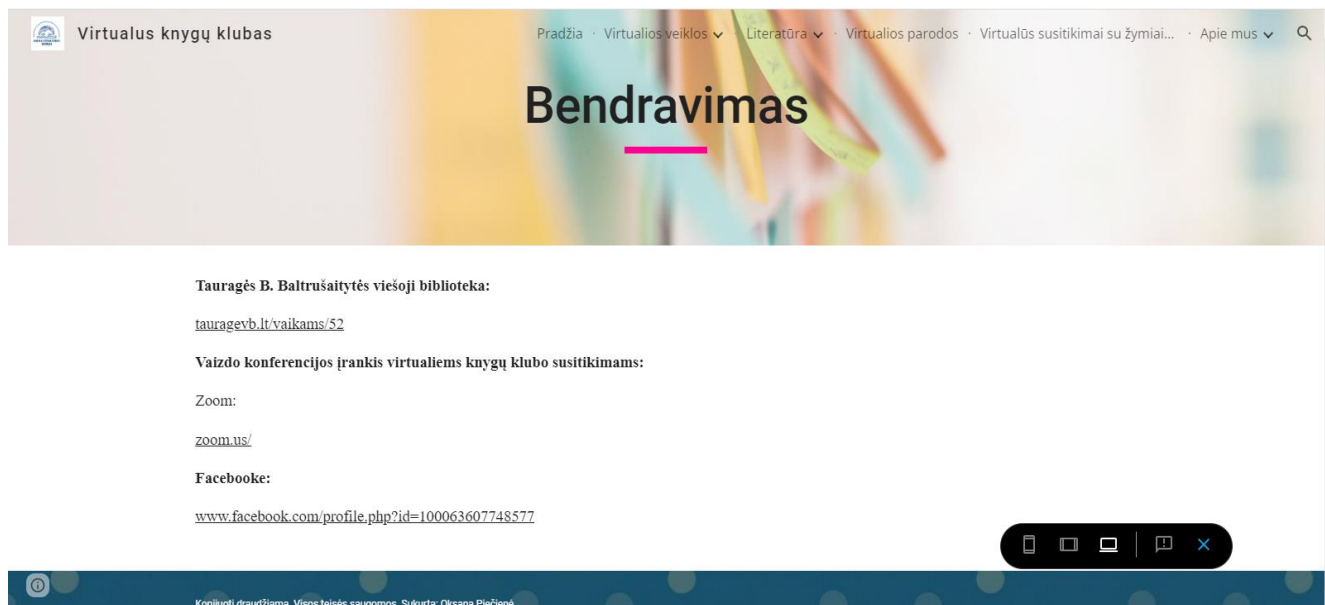 Virtualus knygų klubas
Pradžia · Virtualios veiklos · Literatūra · Virtualios parodos · Virtualūs susitikimai su žymiai... · Apie mus
Bendravimas
Tauragės B. Baltrušaitytės viešoji biblioteka:
tauragevb.lt/vaikams/52
Vaizdo konferencijos įrankis virtualiems knygų klubo susitikimams:
Zoom:
zoom.us/
Facebooke:
www.facebook.com/profile.php?id=100063607748577
Kopijuoti draudžiama. Visos teisės saugomos. Sukurta: Oksana Piečienė